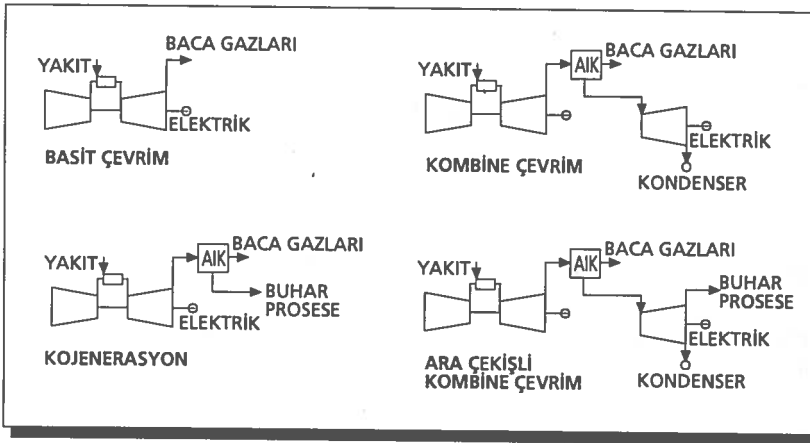 BACA GAZLARI
YAKIT
ELEKTRİK
BASİT ÇEVRİM
BACA GAZLARI
YAKIT
AIK
ELEKTRİK
KOMBİNE ÇEVRİM
KONDENSER
BACA GAZLARI
YAKIT
AIK
BUHAR
PROSESE
ELEKTRİK
KOJENERASYON
BACA GAZLARI
YAKIT
AIK
BUHAR
PROSESE
ELEKTRİK
ARA ÇEKİŞLİ
KOMBİNE ÇEVRİM
KONDENSER